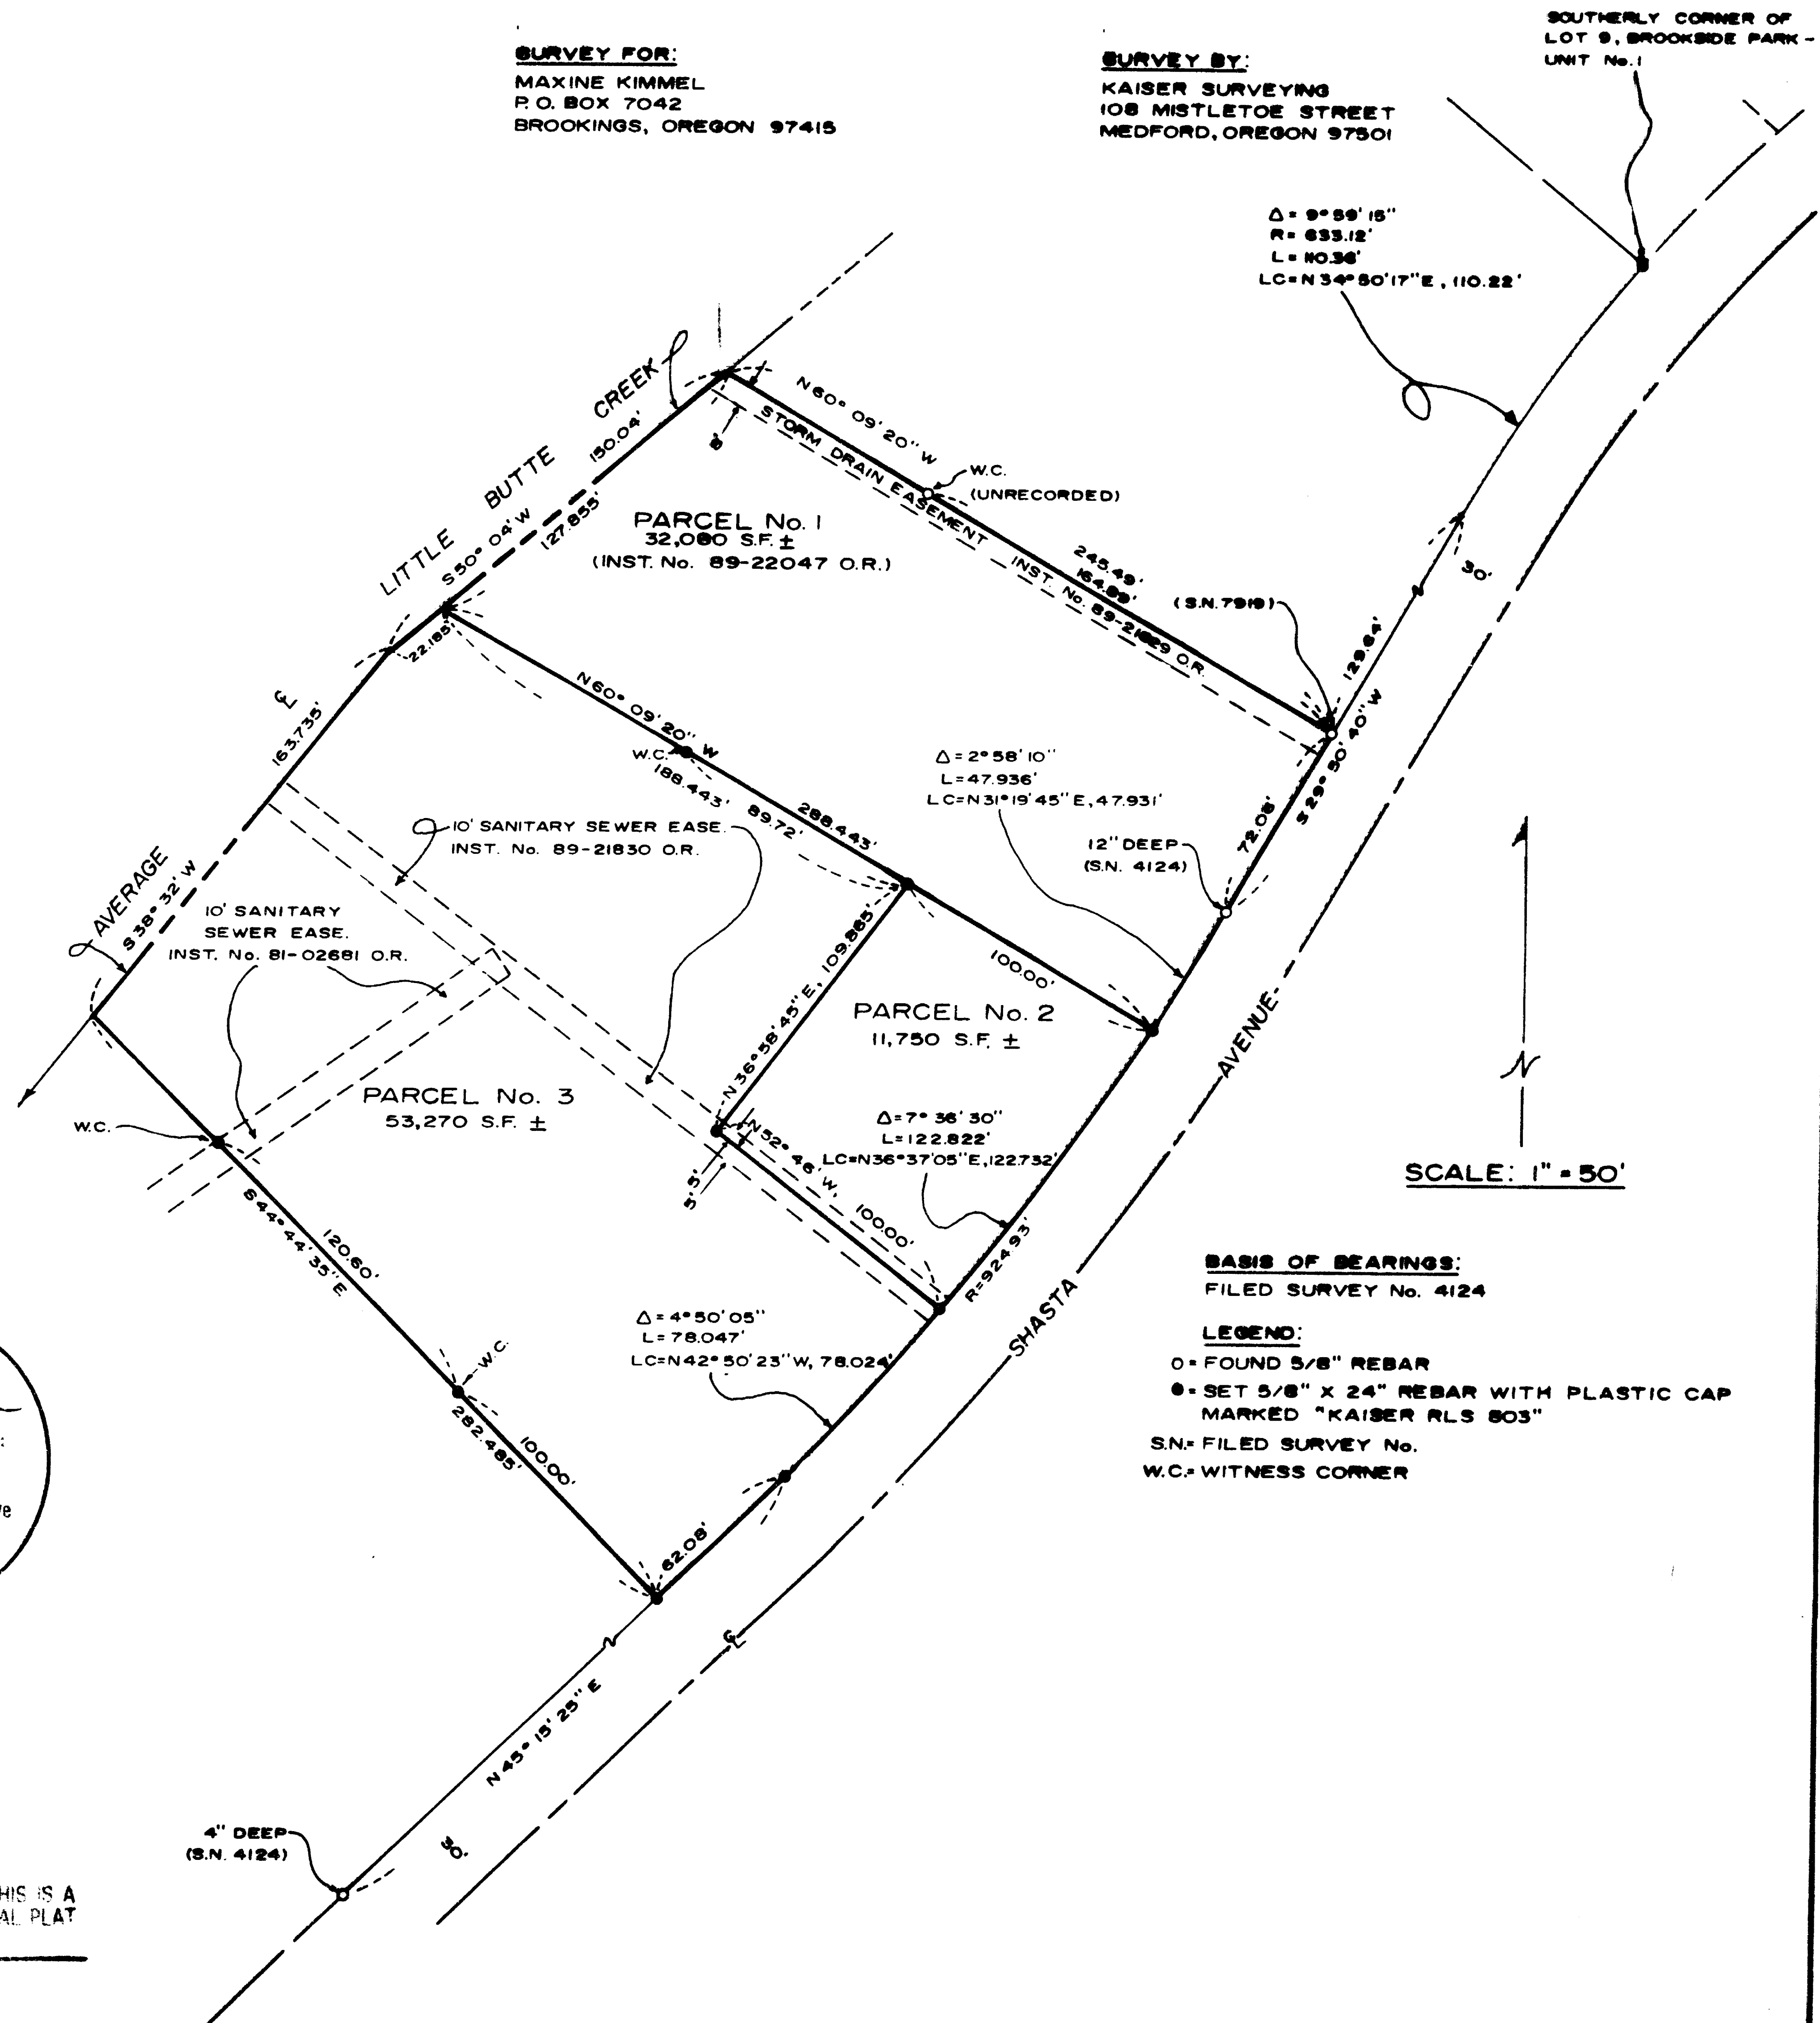 SURVEY FOR:
MAXINE KIMMEL
P. O. BOX 7042
BROOKINGS, OREGON 97415
SURVEY BY:
KAISER SURVEYING
108 MISTLETOE STREET
MEDFORD, OREGON 97501
SOUTHERLY CORNER OF
LOT 9, BROOKSIDE PARK -
UNIT No. 1
Δ = 9° 59' 15"
R = 633.12'
L = 110.36'
LC = N 34° 50' 17" E, 110.22'
LITTLE BUTTE CREEK
150.04'
S 50° 04' W
127.855'
22.185'
8'
N 60° 09' 20" W
STORM DRAIN EASEMENT INST. No. 89-21829 O.R.
W.C.
(UNRECORDED)
PARCEL No. 1
32,080 S.F. ±
(INST. No. 89-22047 O.R.)
245.49'
164.89'
(S.N. 7919)
30'
129.64'
S 29° 50' 40" W
72.08'
℄
163.735'
N 60° 09' 20" W
W.C.
188.443'
89.72'
288.443'
Δ = 2° 58' 10"
L = 47.936'
LC = N 31° 19' 45" E, 47.931'
12" DEEP
(S.N. 4124)
10' SANITARY SEWER EASE.
INST. No. 89-21830 O.R.
AVERAGE
S 38° 32' W
10' SANITARY
SEWER EASE.
INST. No. 81-02681 O.R.
N 36° 58' 45" E, 109.885'
100.00'
PARCEL No. 2
11,750 S.F. ±
AVENUE
N
PARCEL No. 3
53,270 S.F. ±
W.C.
Δ = 7° 36' 30"
L = 122.822'
LC = N 36° 37' 05" E, 122.732'
N 52° 46' W,
100.00'
5'
5'
SCALE: 1" = 50'
S 44° 44' 35" E
120.60'
R = 924.93'
SHASTA
BASIS OF BEARINGS:
FILED SURVEY No. 4124
Δ = 4° 50' 05"
L = 78.047'
LC = N 42° 50' 23" W, 78.024'
LEGEND:
O = FOUND 5/8" REBAR
● = SET 5/8" X 24" REBAR WITH PLASTIC CAP
MARKED "KAISER RLS 803"
S.N. = FILED SURVEY No.
W.C. = WITNESS CORNER
W.C.
282.485'
100.00'
62.08'
℄
N 45° 15' 25" E
4" DEEP
(S.N. 4124)
30'
HIS IS A
AL PLAT